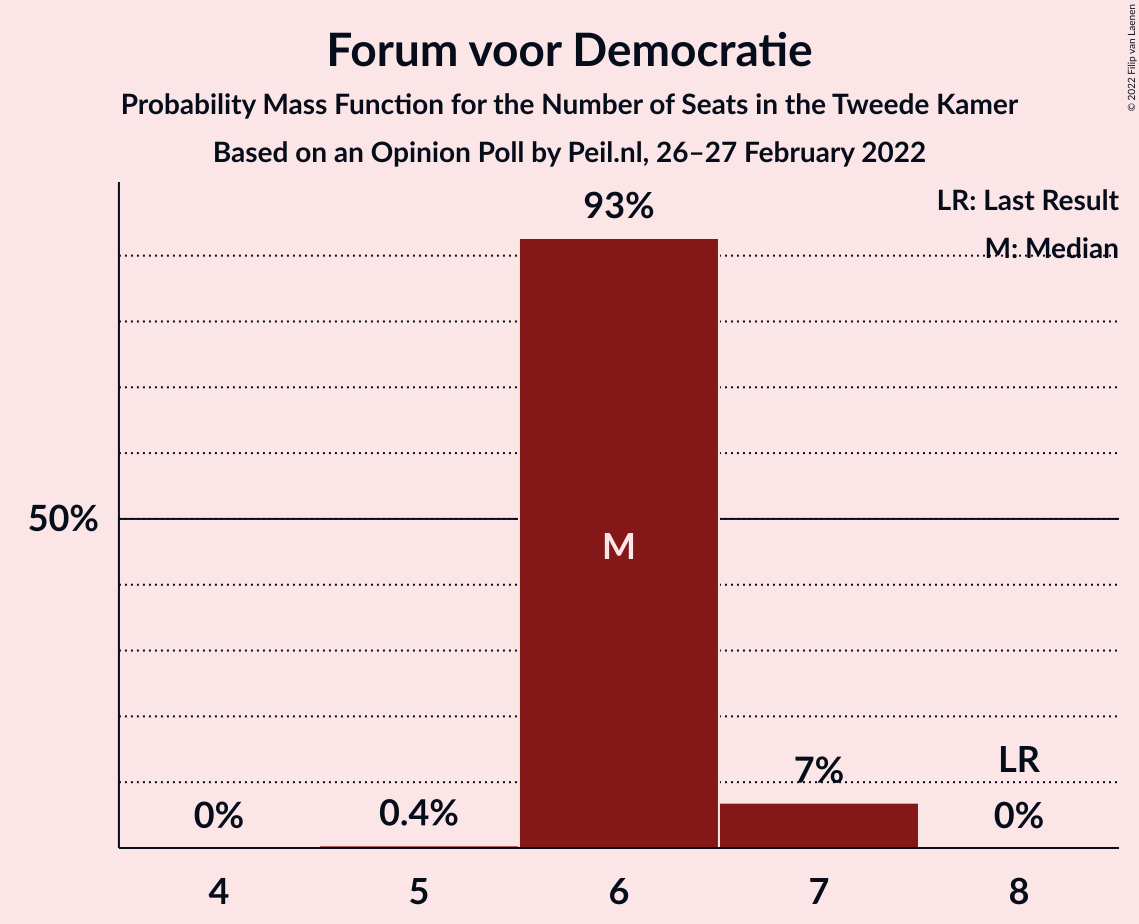 Forum voor Democratie
Probability Mass Function for the Number of Seats in the Tweede Kamer
Based on an Opinion Poll by Peil.nl, 26–27 February 2022
© 2022 Filip van Laenen
LR: Last Result
M: Median
93%
50%
M
7%
LR
0%
0.4%
0%
4
5
6
7
8